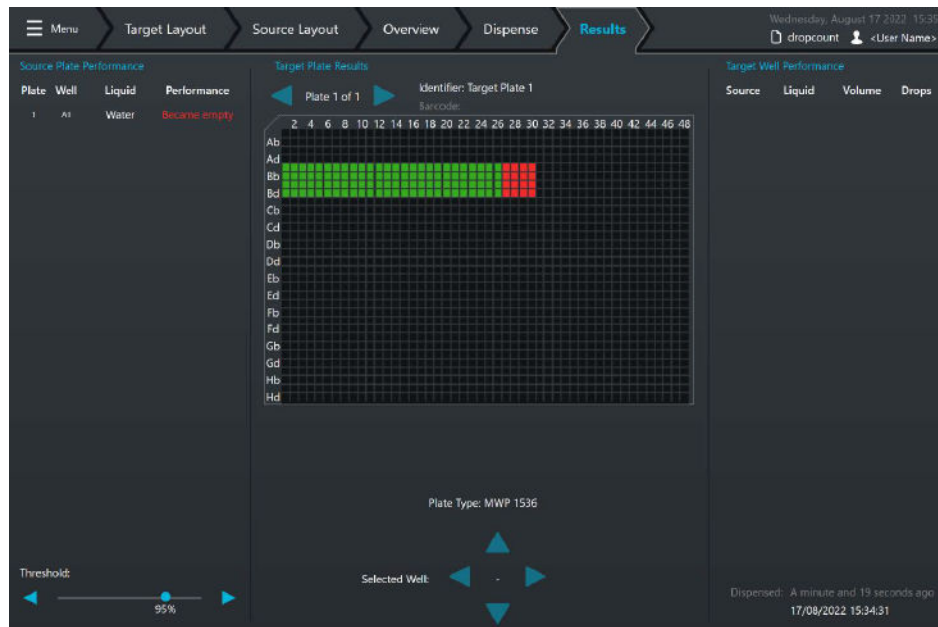 Menu
Target Layout
Source Layout
Overview
Dispense
Results
Wednesday, August 17 2022 15:35
dropcount
<User Name>
Source Plate Performance
Plate Well Liquid Performance
1 A1 Water Became empty
Target Plate Results
Plate 1 of 1
Identifier: Target Plate 1
Barcode:
2 4 6 8 10 12 14 16 18 20 22 24 26 28 30 32 34 36 38 40 42 44 46 48
Ab
Ad
Bb
Bd
Cb
Cd
Db
Dd
Eb
Ed
Fb
Fd
Gb
Gd
Hb
Hd
Plate Type: MWP 1536
Selected Well: -
Target Well Performance
Source Liquid Volume Drops
Threshold:
95%
Dispensed: A minute and 19 seconds ago
17/08/2022 15:34:31